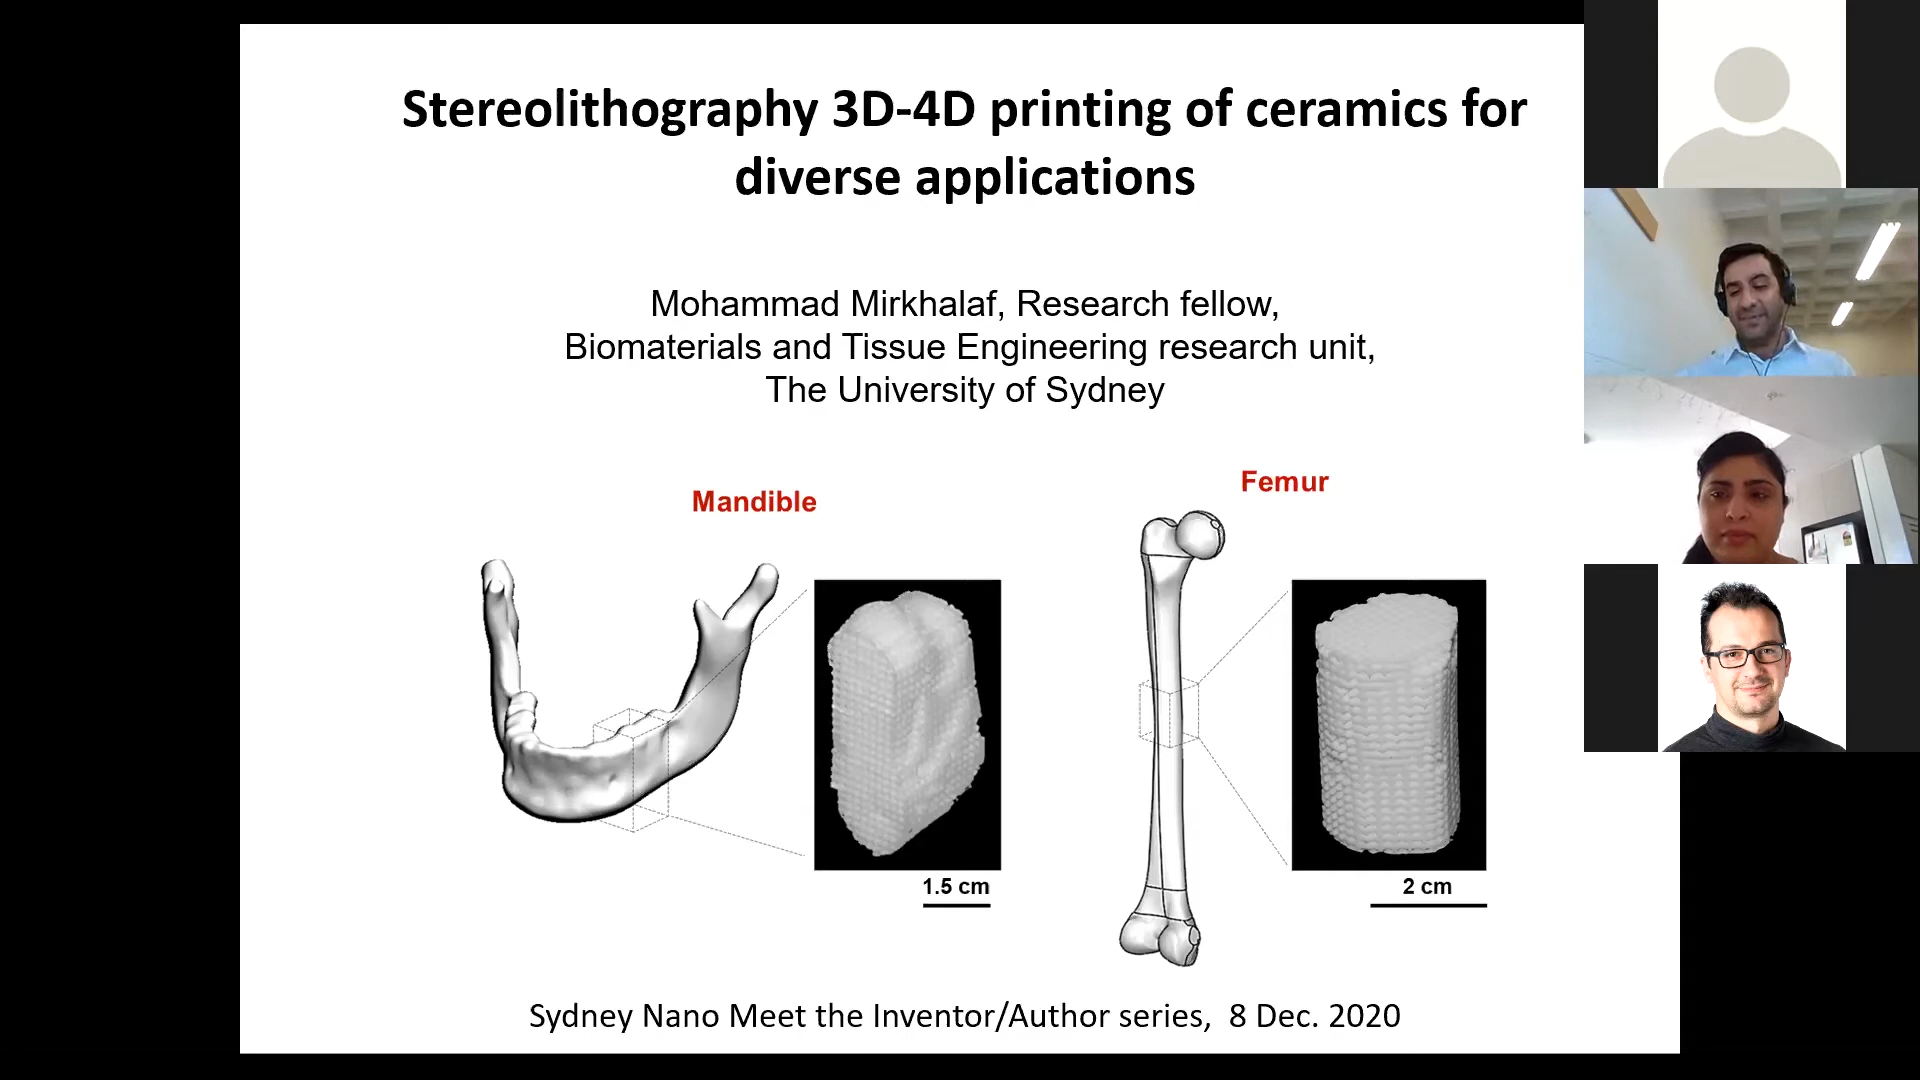 Stereolithography 3D-4D printing of ceramics for
diverse applications
Mohammad Mirkhalaf, Research fellow,
Biomaterials and Tissue Engineering research unit,
The University of Sydney
Mandible
Femur
1.5 cm
2 cm
Sydney Nano Meet the Inventor/Author series,  8 Dec. 2020